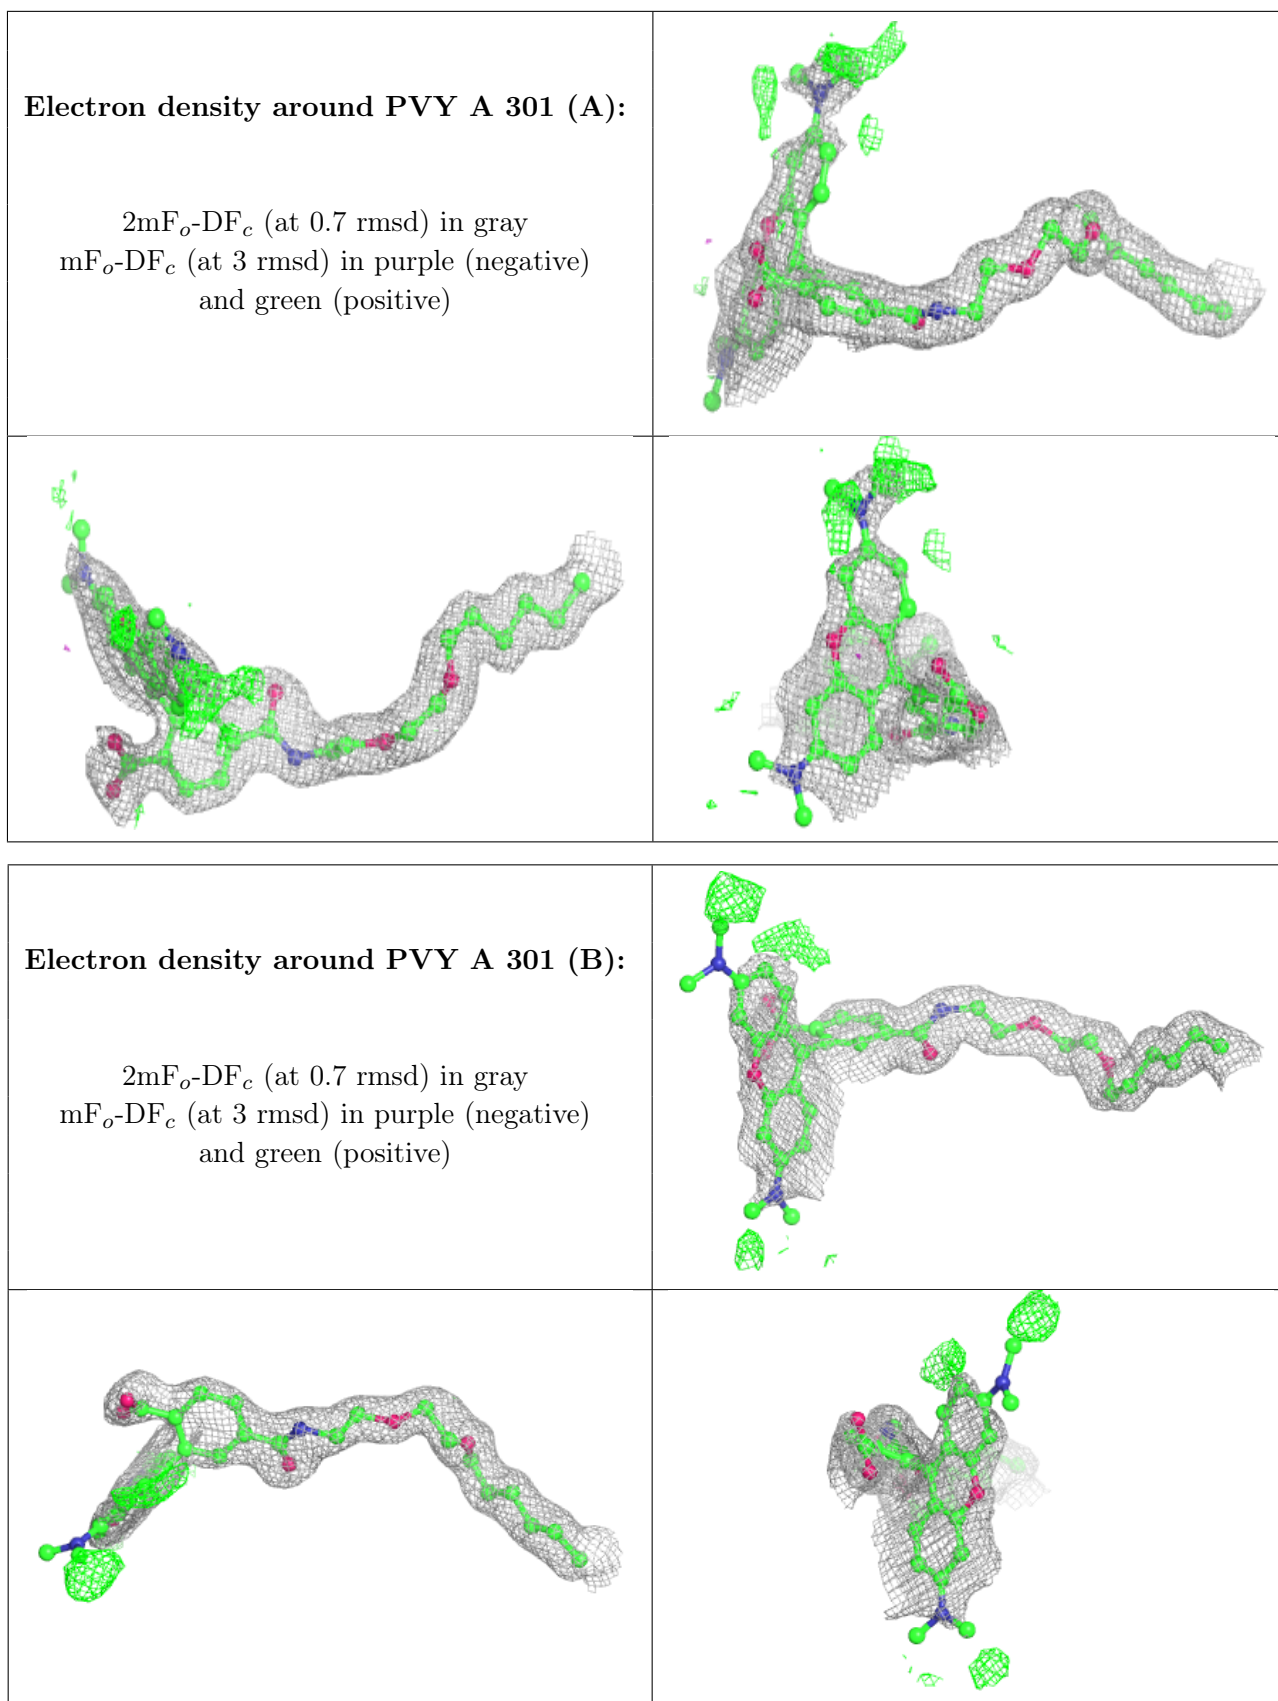 Electron density around PVY A 301 (A):
2mFo-DFc (at 0.7 rmsd) in gray
mFo-DFc (at 3 rmsd) in purple (negative)
and green (positive)
Electron density around PVY A 301 (B):
2mFo-DFc (at 0.7 rmsd) in gray
mFo-DFc (at 3 rmsd) in purple (negative)
and green (positive)